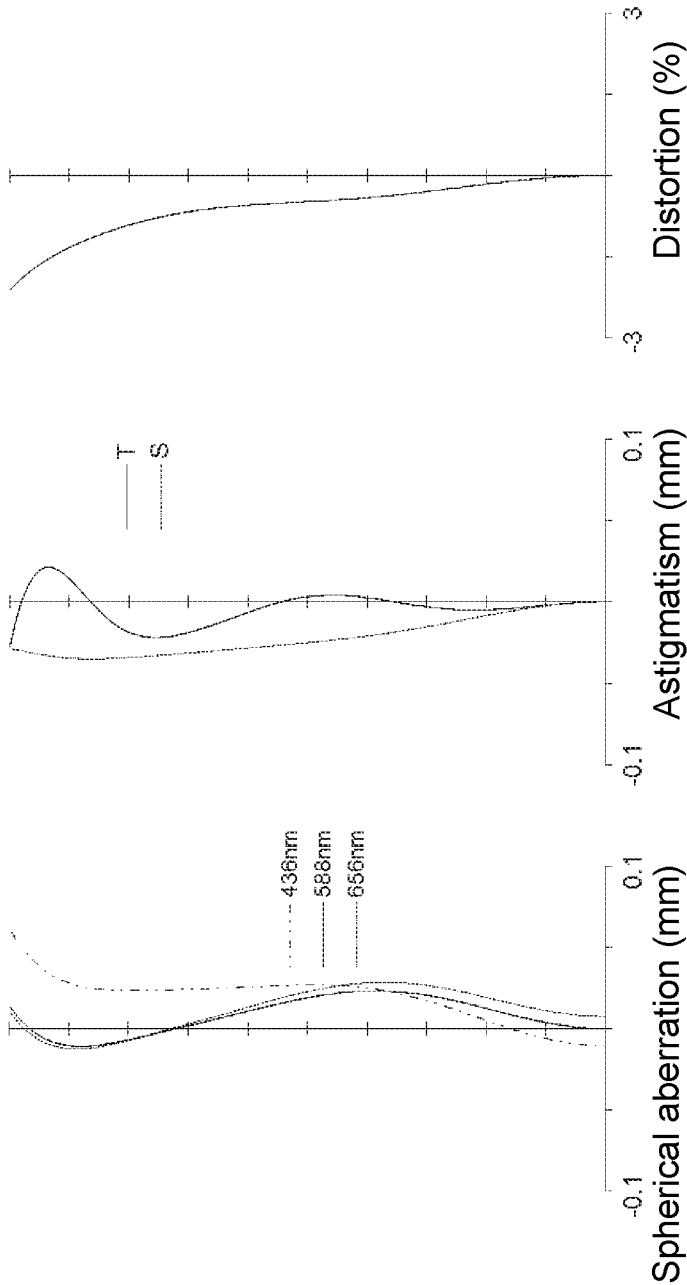 436nm
588nm
656nm
-0.1
0.1
Spherical aberration (mm)
T
S
-0.1
0.1
Astigmatism (mm)
-3
3
Distortion (%)